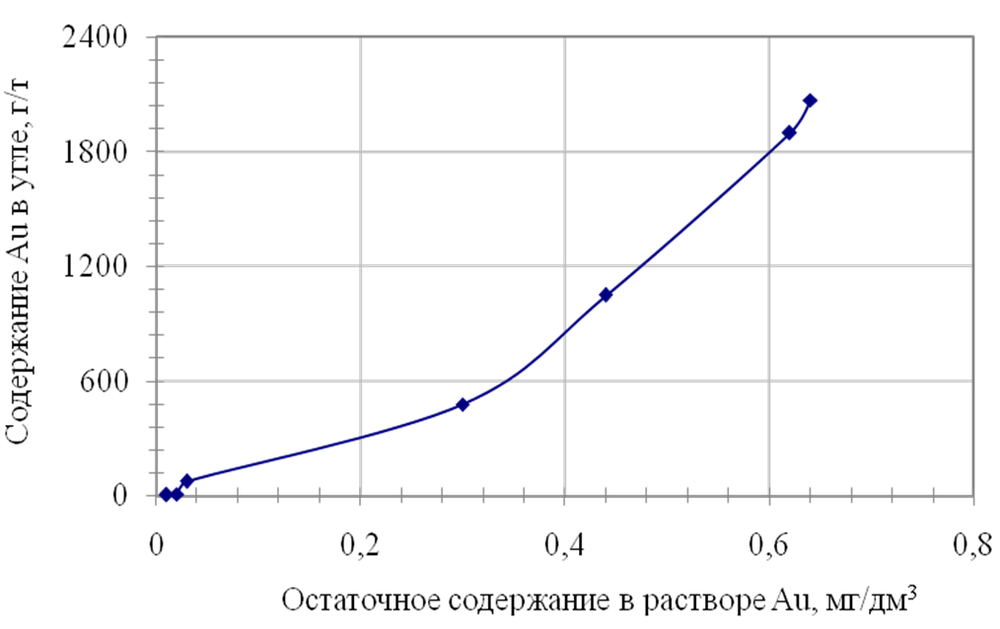 Содержание Au в угле, г/т
2400
1800
1200
600
0
0 0,2 0,4 0,6 0,8
Остаточное содержание в растворе Au, мг/дм³